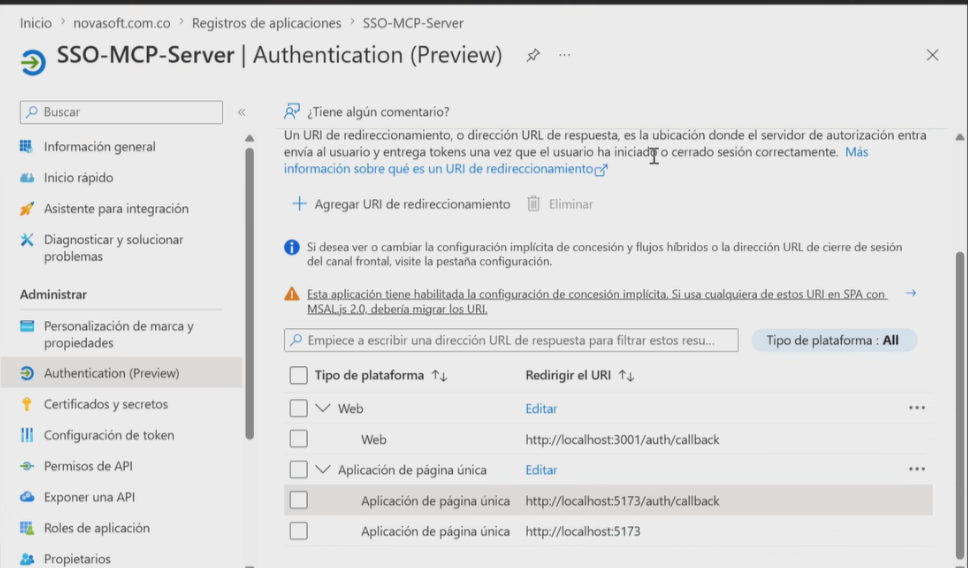 Inicio > novasoft.com.co > Registros de aplicaciones > SSO-MCP-Server
SSO-MCP-Server | Authentication (Preview)
Buscar
Información general
Inicio rápido
Asistente para integración
Diagnosticar y solucionar
problemas
Administrar
Personalización de marca y
propiedades
Authentication (Preview)
Certificados y secretos
Configuración de token
Permisos de API
Exponer una API
Roles de aplicación
Propietarios
¿Tiene algún comentario?
Un URI de redireccionamiento, o dirección URL de respuesta, es la ubicación donde el servidor de autorización entra
envía al usuario y entrega tokens una vez que el usuario ha iniciado o cerrado sesión correctamente. Más
información sobre qué es un URI de redireccionamiento
Agregar URI de redireccionamiento Eliminar
Si desea ver o cambiar la configuración implícita de concesión y flujos híbridos o la dirección URL de cierre de sesión
del canal frontal, visite la pestaña configuración.
Esta aplicación tiene habilitada la configuración de concesión implícita. Si usa cualquiera de estos URI en SPA con
MSAL.js 2.0, debería migrar los URI.
Empiece a escribir una dirección URL de respuesta para filtrar estos resu... Tipo de plataforma : All
Tipo de plataforma ↑↓ Redirigir el URI ↑↓
Web Editar
Web http://localhost:3001/auth/callback
Aplicación de página única Editar
Aplicación de página única http://localhost:5173/auth/callback
Aplicación de página única http://localhost:5173